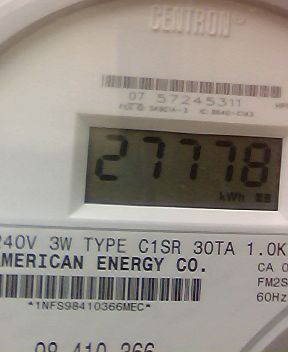 CENTRON®
07 57245311
27778
kWh
240V 3W TYPE C1SR 30TA 1.0K
AMERICAN ENERGY CO.
CA 0
FM2S
60Hz
*1NFS98410366MEC*
98 410 366